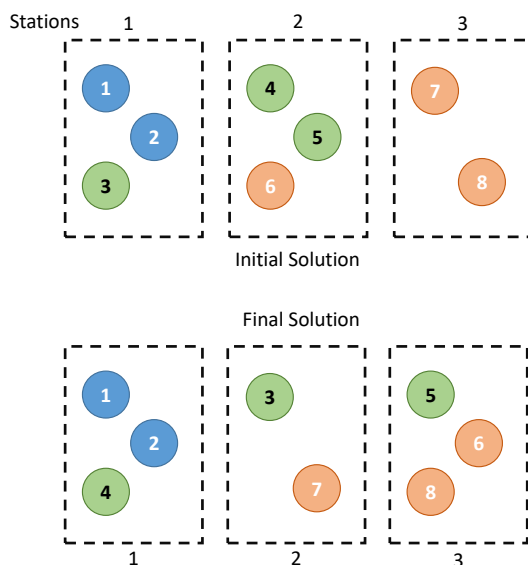 Stations 1 2 3
1 4 7
2 5
3 6 8
Initial Solution
Final Solution
1 3 5
2 6
4 7 8
1 2 3